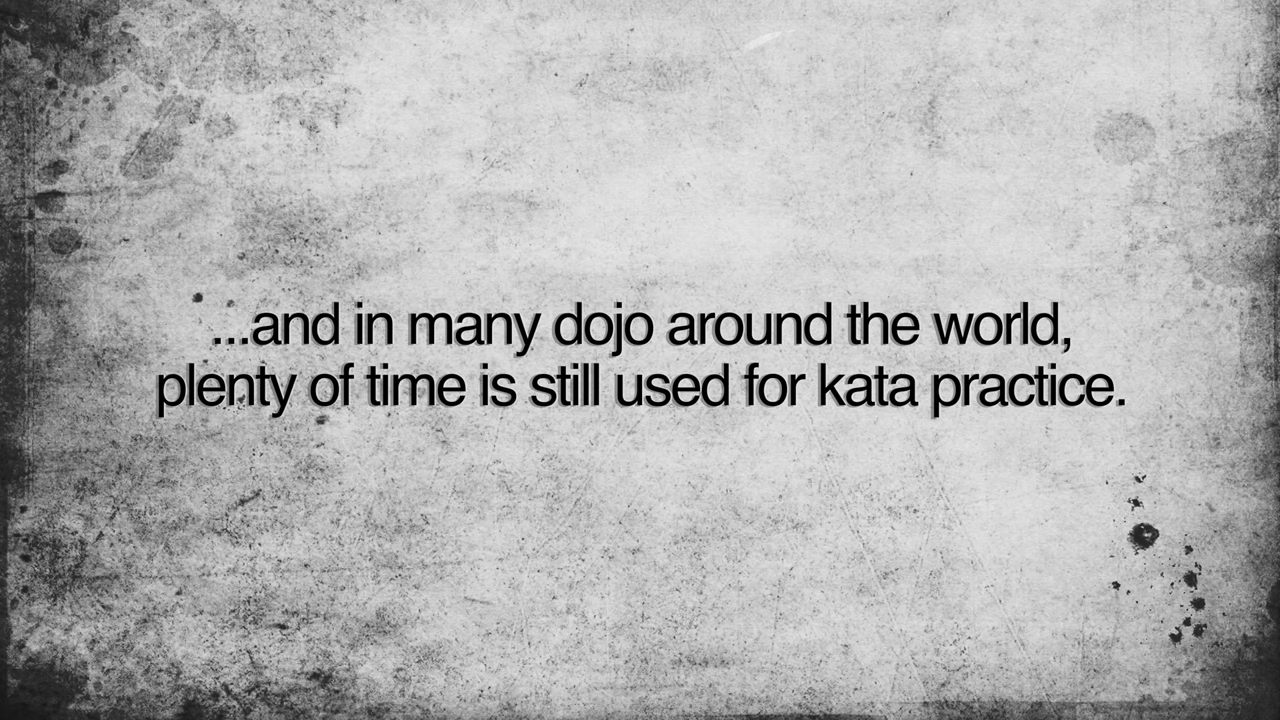 ...and in many dojo around the world,
plenty of time is still used for kata practice.